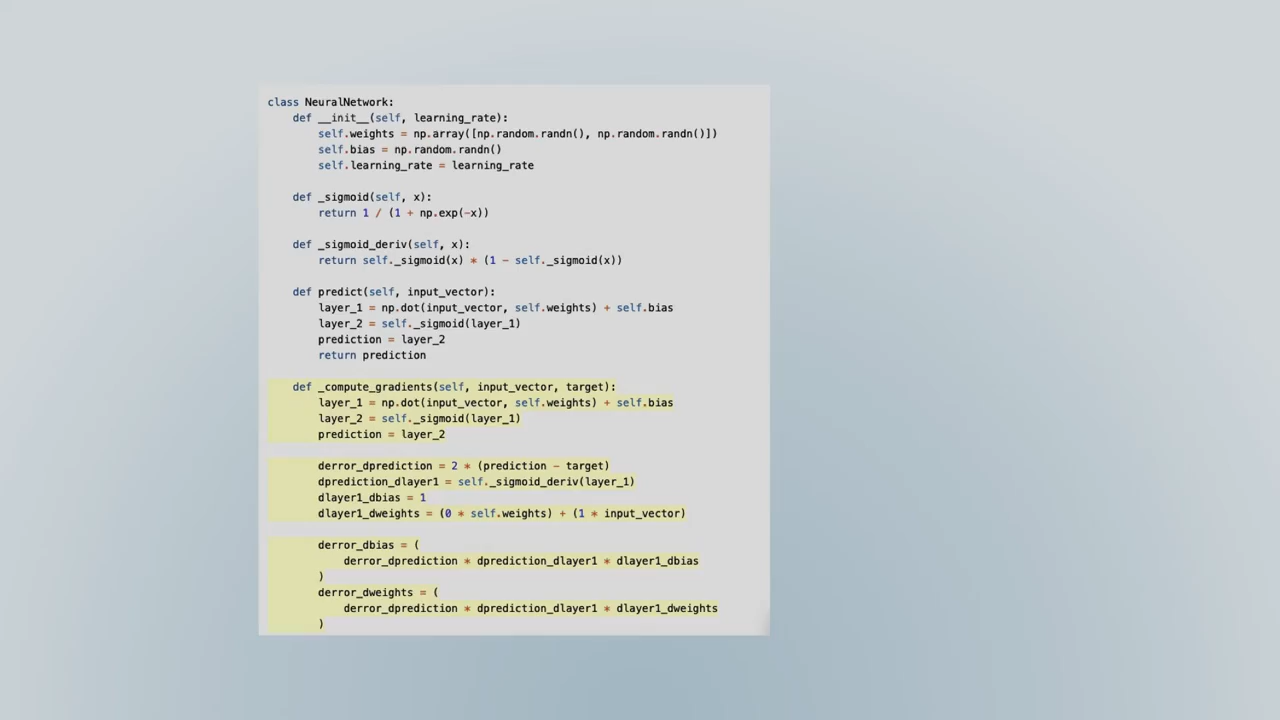 class NeuralNetwork:
    def __init__(self, learning_rate):
        self.weights = np.array([np.random.randn(), np.random.randn()])
        self.bias = np.random.randn()
        self.learning_rate = learning_rate

    def _sigmoid(self, x):
        return 1 / (1 + np.exp(-x))

    def _sigmoid_deriv(self, x):
        return self._sigmoid(x) * (1 - self._sigmoid(x))

    def predict(self, input_vector):
        layer_1 = np.dot(input_vector, self.weights) + self.bias
        layer_2 = self._sigmoid(layer_1)
        prediction = layer_2
        return prediction

    def _compute_gradients(self, input_vector, target):
        layer_1 = np.dot(input_vector, self.weights) + self.bias
        layer_2 = self._sigmoid(layer_1)
        prediction = layer_2

        derror_dprediction = 2 * (prediction - target)
        dprediction_dlayer1 = self._sigmoid_deriv(layer_1)
        dlayer1_dbias = 1
        dlayer1_dweights = (0 * self.weights) + (1 * input_vector)

        derror_dbias = (
            derror_dprediction * dprediction_dlayer1 * dlayer1_dbias
        )
        derror_dweights = (
            derror_dprediction * dprediction_dlayer1 * dlayer1_dweights
        )